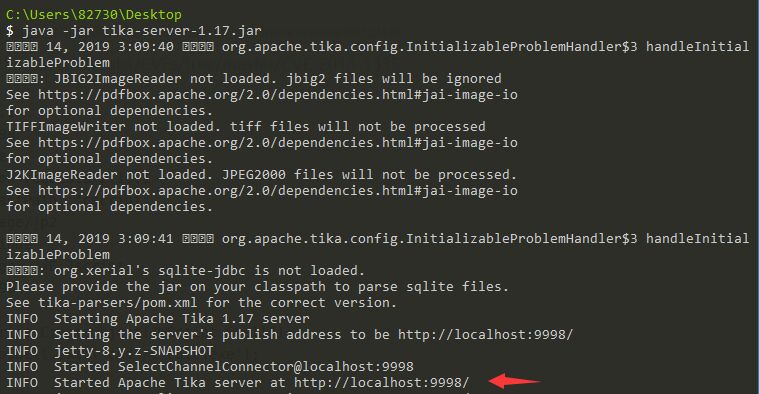 C:\Users\82730\Desktop
$ java -jar tika-server-1.17.jar
14, 2019 3:09:40 org.apache.tika.config.InitializableProblemHandler$3 handleInitial
izableProblem
: JBIG2ImageReader not loaded. jbig2 files will be ignored
See https://pdfbox.apache.org/2.0/dependencies.html#jai-image-io
for optional dependencies.
TIFFImageWriter not loaded. tiff files will not be processed
See https://pdfbox.apache.org/2.0/dependencies.html#jai-image-io
for optional dependencies.
J2KImageReader not loaded. JPEG2000 files will not be processed.
See https://pdfbox.apache.org/2.0/dependencies.html#jai-image-io
for optional dependencies.
14, 2019 3:09:41 org.apache.tika.config.InitializableProblemHandler$3 handleInitial
izableProblem
: org.xerial's sqlite-jdbc is not loaded.
Please provide the jar on your classpath to parse sqlite files.
See tika-parsers/pom.xml for the correct version.
INFO  Starting Apache Tika 1.17 server
INFO  Setting the server's publish address to be http://localhost:9998/
INFO  jetty-8.y.z-SNAPSHOT
INFO  Started SelectChannelConnector@localhost:9998
INFO  Started Apache Tika server at http://localhost:9998/